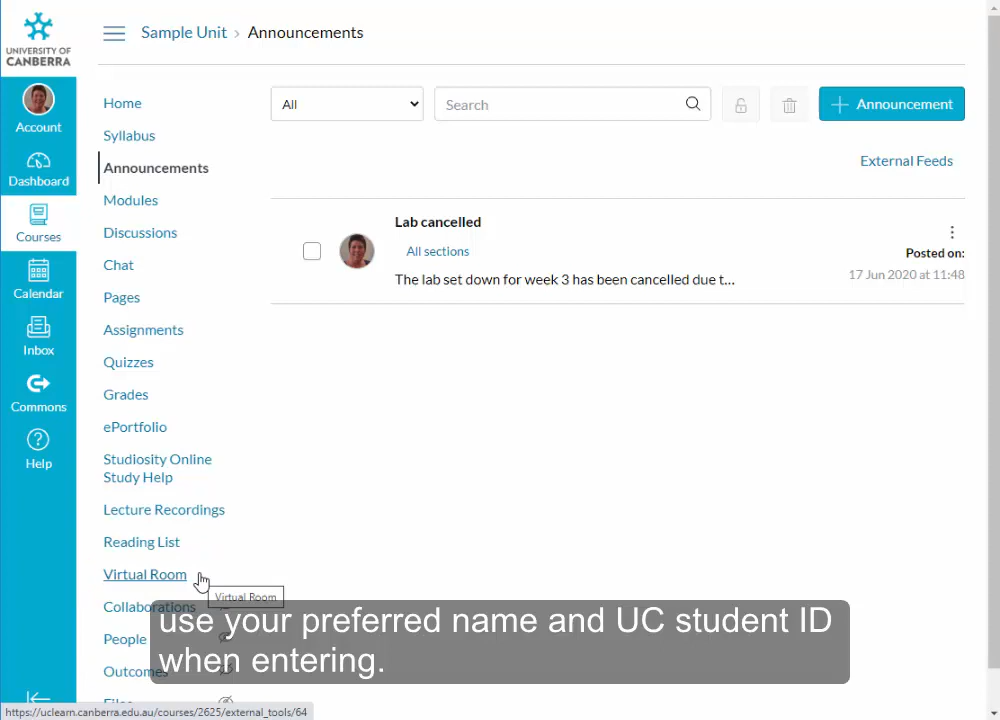 UNIVERSITY OF
CANBERRA
Account
Dashboard
Courses
Calendar
Inbox
Commons
Help
Sample Unit › Announcements
Home
Syllabus
Announcements
Modules
Discussions
Chat
Pages
Assignments
Quizzes
Grades
ePortfolio
Studiosity Online
Study Help
Lecture Recordings
Reading List
Virtual Room
Virtual Room
Collaborations
People
Outcomes
Files
All
Search
Announcement
External Feeds
Lab cancelled
All sections
The lab set down for week 3 has been cancelled due t...
Posted on:
17 Jun 2020 at 11:48
use your preferred name and UC student ID
when entering.
https://uclearn.canberra.edu.au/courses/2625/external_tools/64